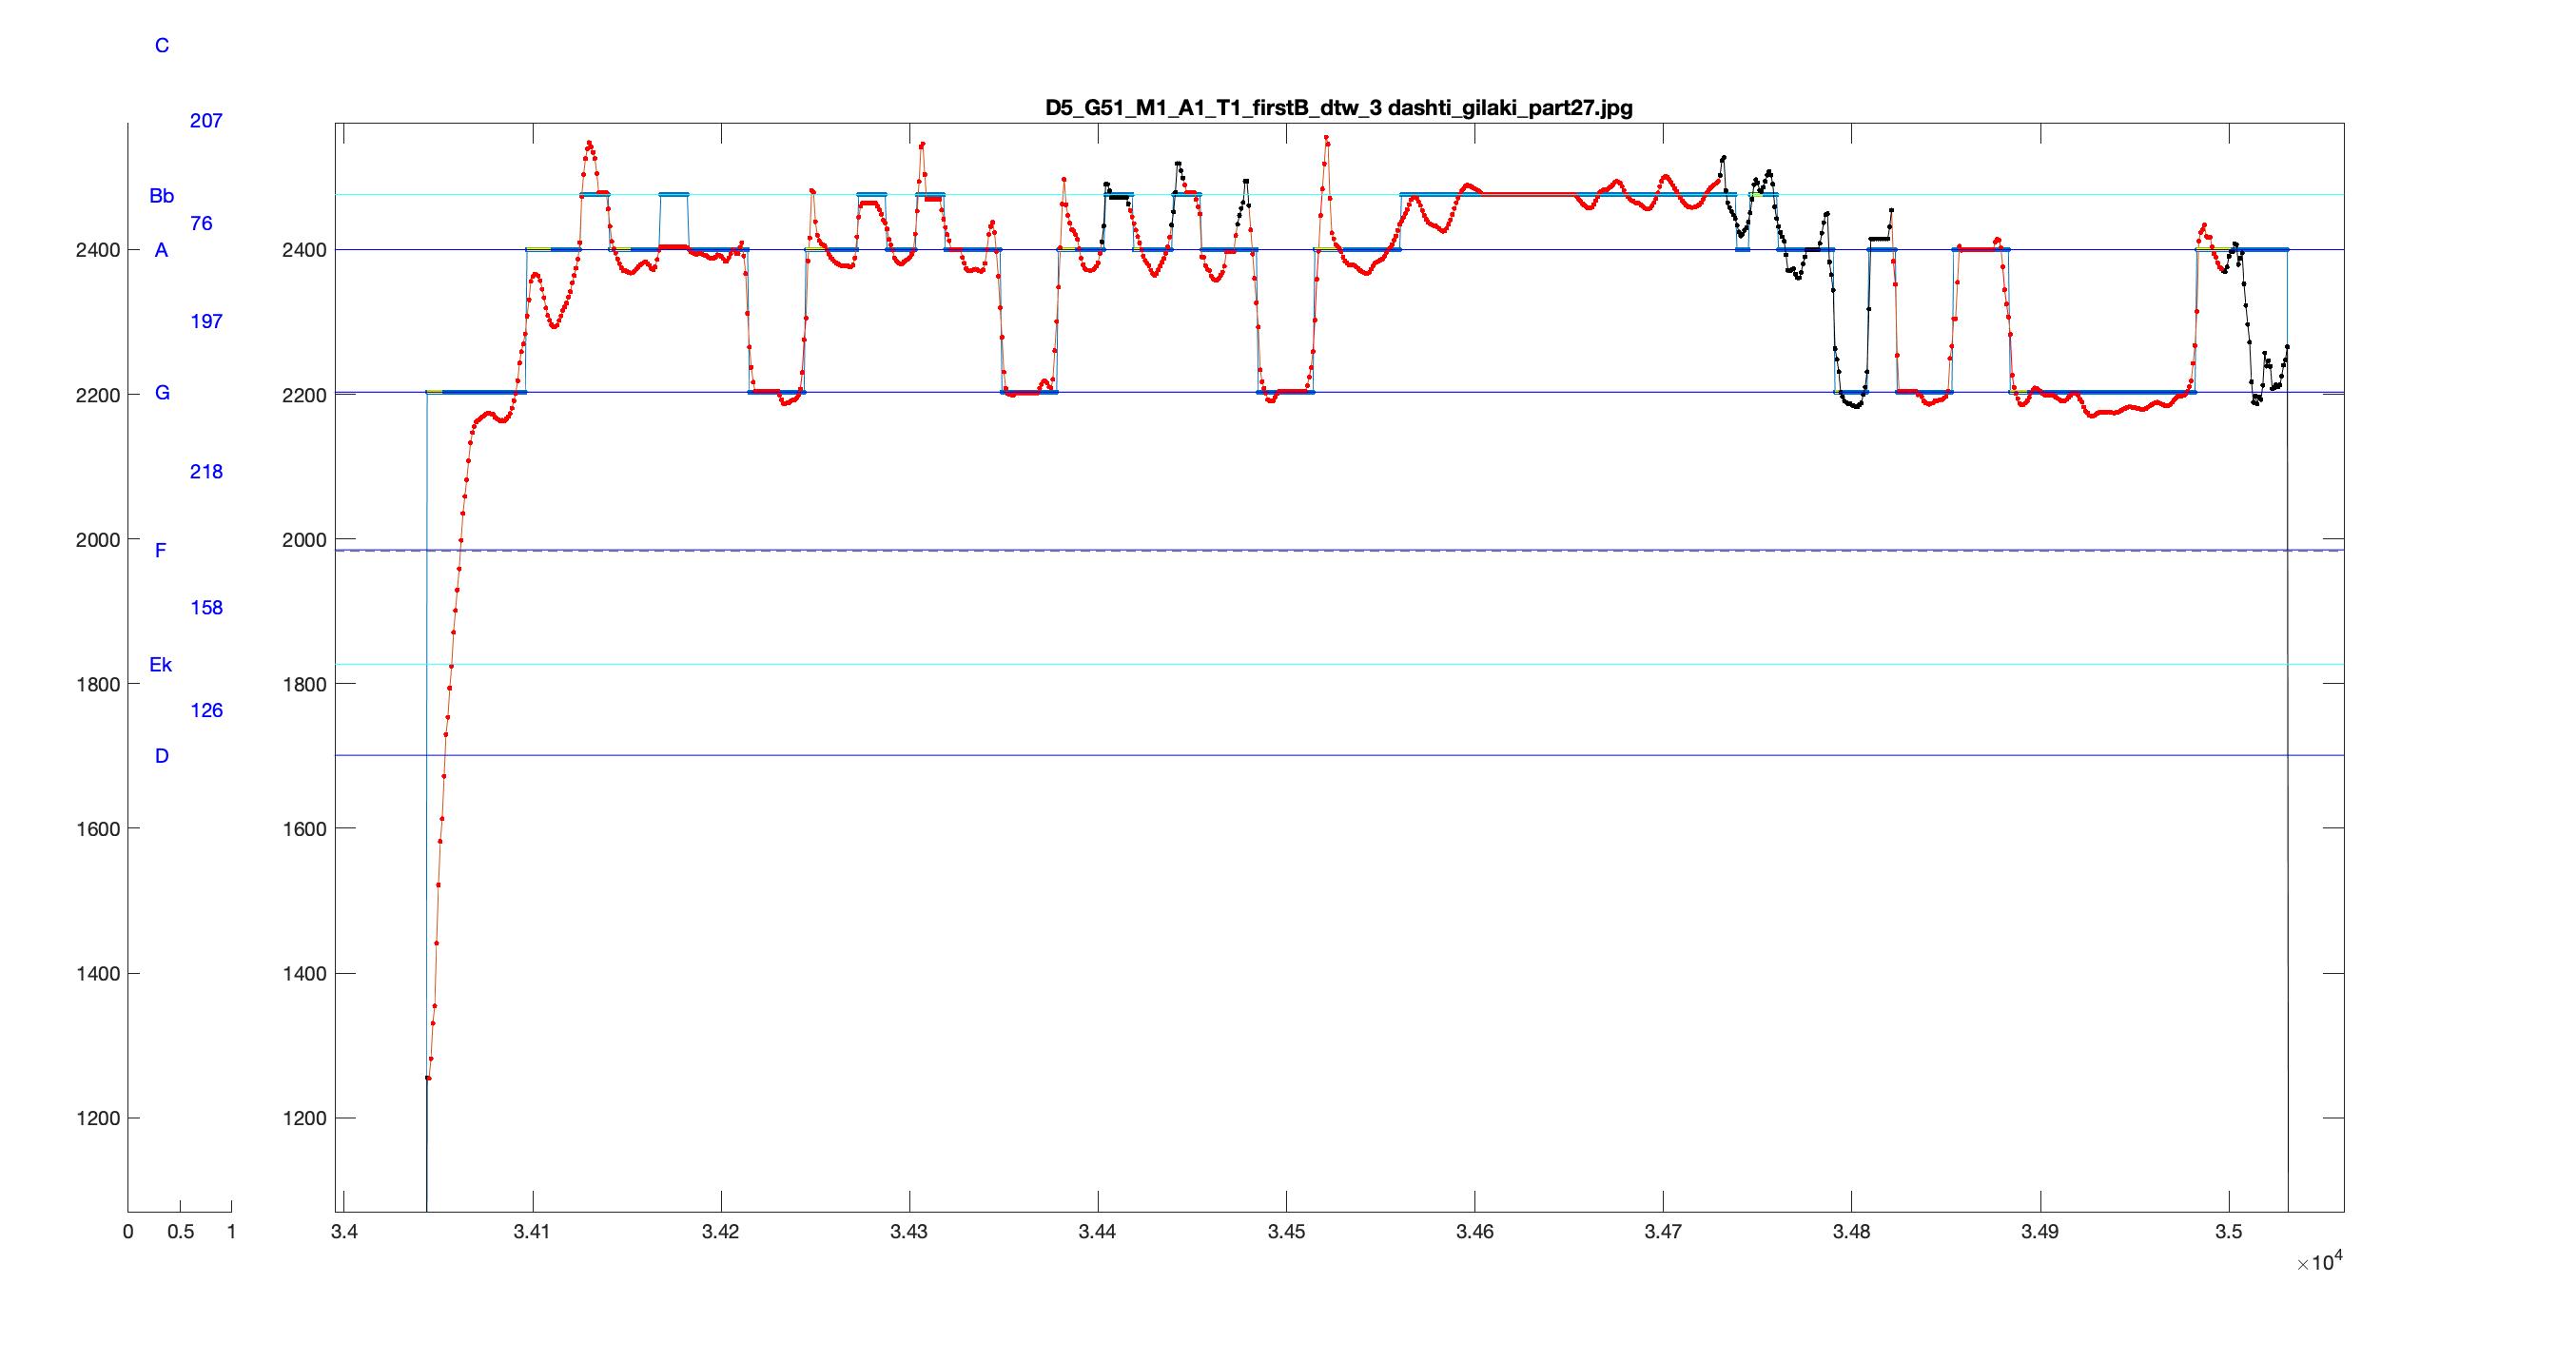 C
D5_G51_M1_A1_T1_firstB_dtw_3 dashti_gilaki_part27.jpg
207
Bb
76
2400 A 2400
197
2200 G 2200
218
2000 F 2000
158
Ek
1800 1800
126
D
1600 1600
1400 1400
1200 1200
0 0.5 1 3.4 3.41 3.42 3.43 3.44 3.45 3.46 3.47 3.48 3.49 3.5
×10^4